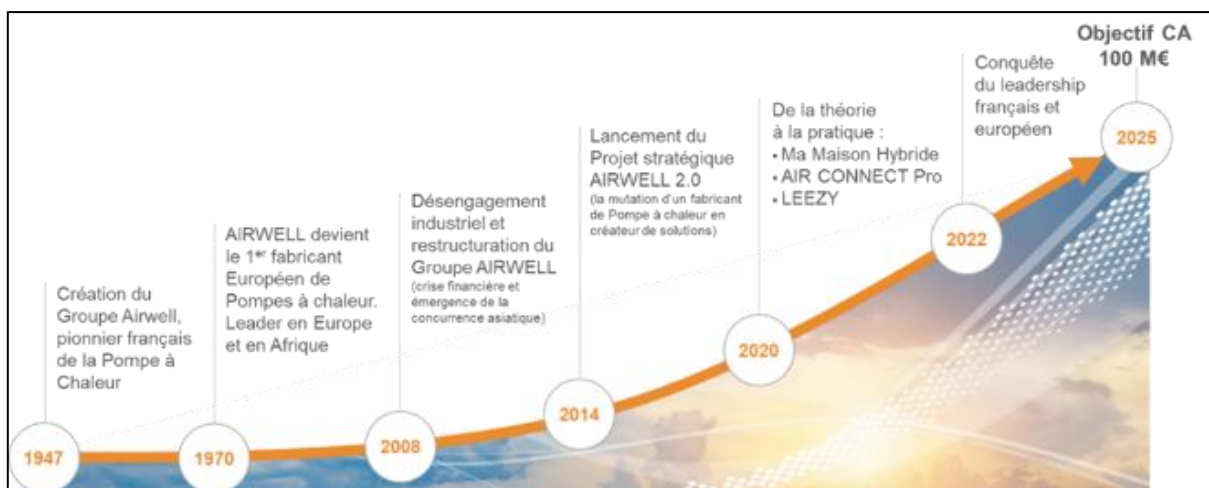 Création du
Groupe Airwell,
pionnier français
de la Pompe à
Chaleur
1947
AIRWELL devient
le 1er fabricant
Européen de
Pompes à chaleur.
Leader en Europe
et en Afrique
1970
Désengagement
industriel et
restructuration du
Groupe AIRWELL
(crise financière et
émergence de la
concurrence asiatique)
2008
Lancement du
Projet stratégique
AIRWELL 2.0
(la mutation d'un fabricant
de Pompe à chaleur en
créateur de solutions)
2014
De la théorie
à la pratique :
• Ma Maison Hybride
• AIR CONNECT Pro
• LEEZY
2020
Conquête
du leadership
français et
européen
2022
Objectif CA
100 M€
2025